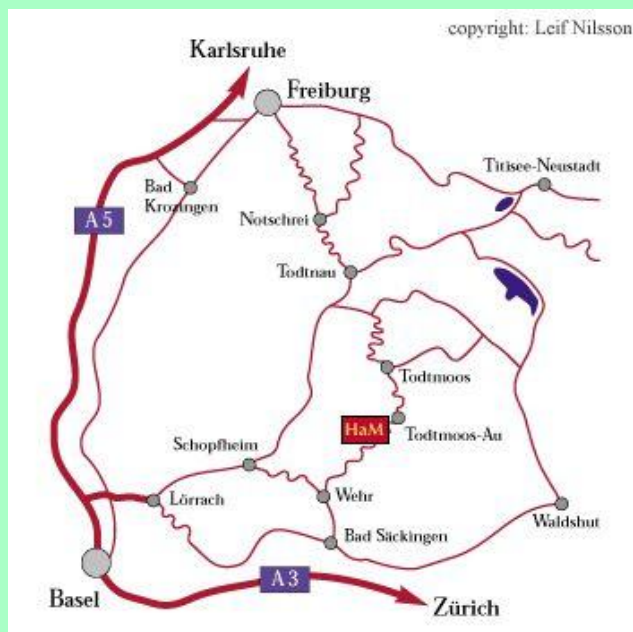 copyright: Leif Nilsson
Karlsruhe
Freiburg
Titisee-Neustadt
Bad
Krozingen
A 5
Notschrei
Todtnau
Todtmoos
HaM
Todtmoos-Au
Schopfheim
Wehr
Lörrach
Waldshut
Bad Säckingen
Basel
A 3
Zürich